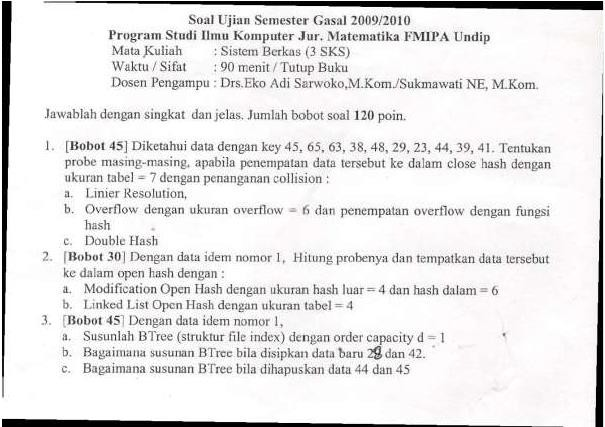 Soal Ujian Semester Gasal 2009/2010
Program Studi Ilmu Komputer Jur. Matematika FMIPA Undip
Mata Kuliah : Sistem Berkas (3 SKS)
Waktu / Sifat : 90 menit / Tutup Buku
Dosen Pengampu : Drs.Eko Adi Sarwoko,M.Kom./Sukmawati NE, M.Kom.
Jawablah dengan singkat dan jelas. Jumlah bobot soal 120 poin.
1. [Bobot 45] Diketahui data dengan key 45, 65, 63, 38, 48, 29, 23, 44, 39, 41. Tentukan
probe masing-masing, apabila penempatan data tersebut ke dalam close hash dengan
ukuran tabel = 7 dengan penanganan collision :
a. Linier Resolution,
b. Overflow dengan ukuran overflow = 6 dan penempatan overflow dengan fungsi
hash
c. Double Hash
2. [Bobot 30] Dengan data idem nomor 1, Hitung probenya dan tempatkan data tersebut
ke dalam open hash dengan :
a. Modification Open Hash dengan ukuran hash luar = 4 dan hash dalam = 6
b. Linked List Open Hash dengan ukuran tabel = 4
3. [Bobot 45] Dengan data idem nomor 1,
a. Susunlah BTree (struktur file index) dengan order capacity d = 1
b. Bagaimana susunan BTree bila disipkan data baru 28 dan 42.
c. Bagaimana susunan BTree bila dihapuskan data 44 dan 45